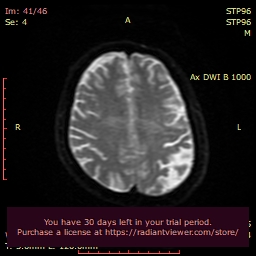 Im: 41/46
STP96
Se: 4
STP96
M
A
Ax DWI B 1000
R
L
You have 30 days left in your trial period.
Purchase a license at https://radiantviewer.com/store/